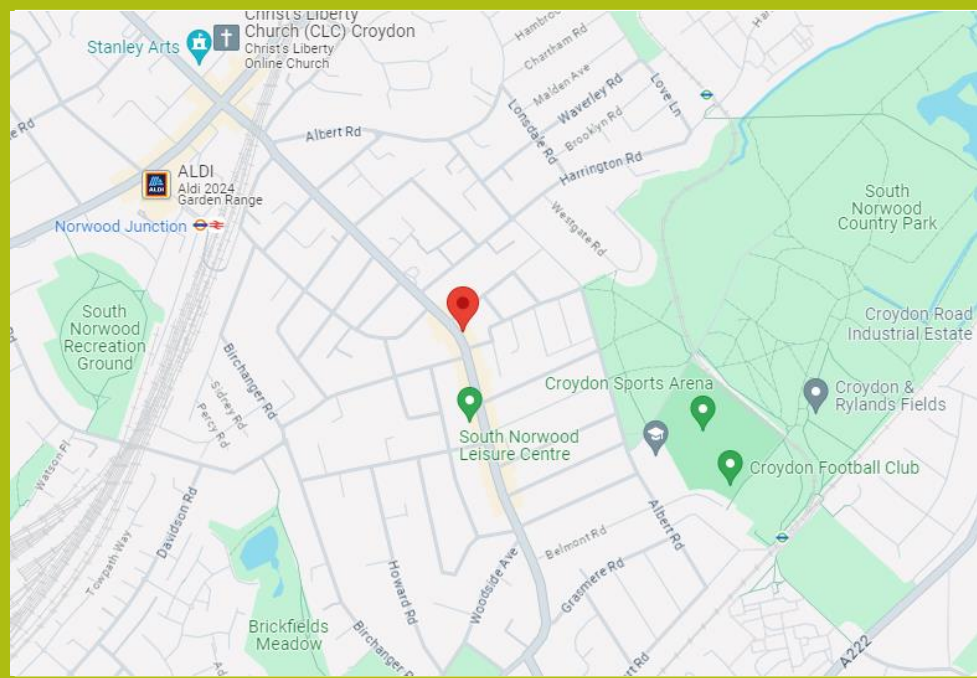 Christ's Liberty
Church (CLC) Croydon
Christ's Liberty
Online Church
Stanley Arts
Chartham Rd
Malden Ave
Waverley Rd
Love Ln
Lonsdale Rd
Brooklyn Rd
Albert Rd
Harrington Rd
ALDI
Aldi 2024
Garden Range
ALDI
Norwood Junction
Westgate Rd
South
Norwood
Country Park
South
Norwood
Recreation
Ground
Croydon Road
Industrial Estate
Birchanger Rd
Sidney Rd
Percy Rd
Croydon Sports Arena
Croydon &
Rylands Fields
South Norwood
Leisure Centre
Croydon Football Club
Watson Pl
Davidson Rd
Towpath Way
Albert Rd
Belmont Rd
Grasmere Rd
Woodside Ave
Howard Rd
Brickfields
Meadow
Birchanger R
A222